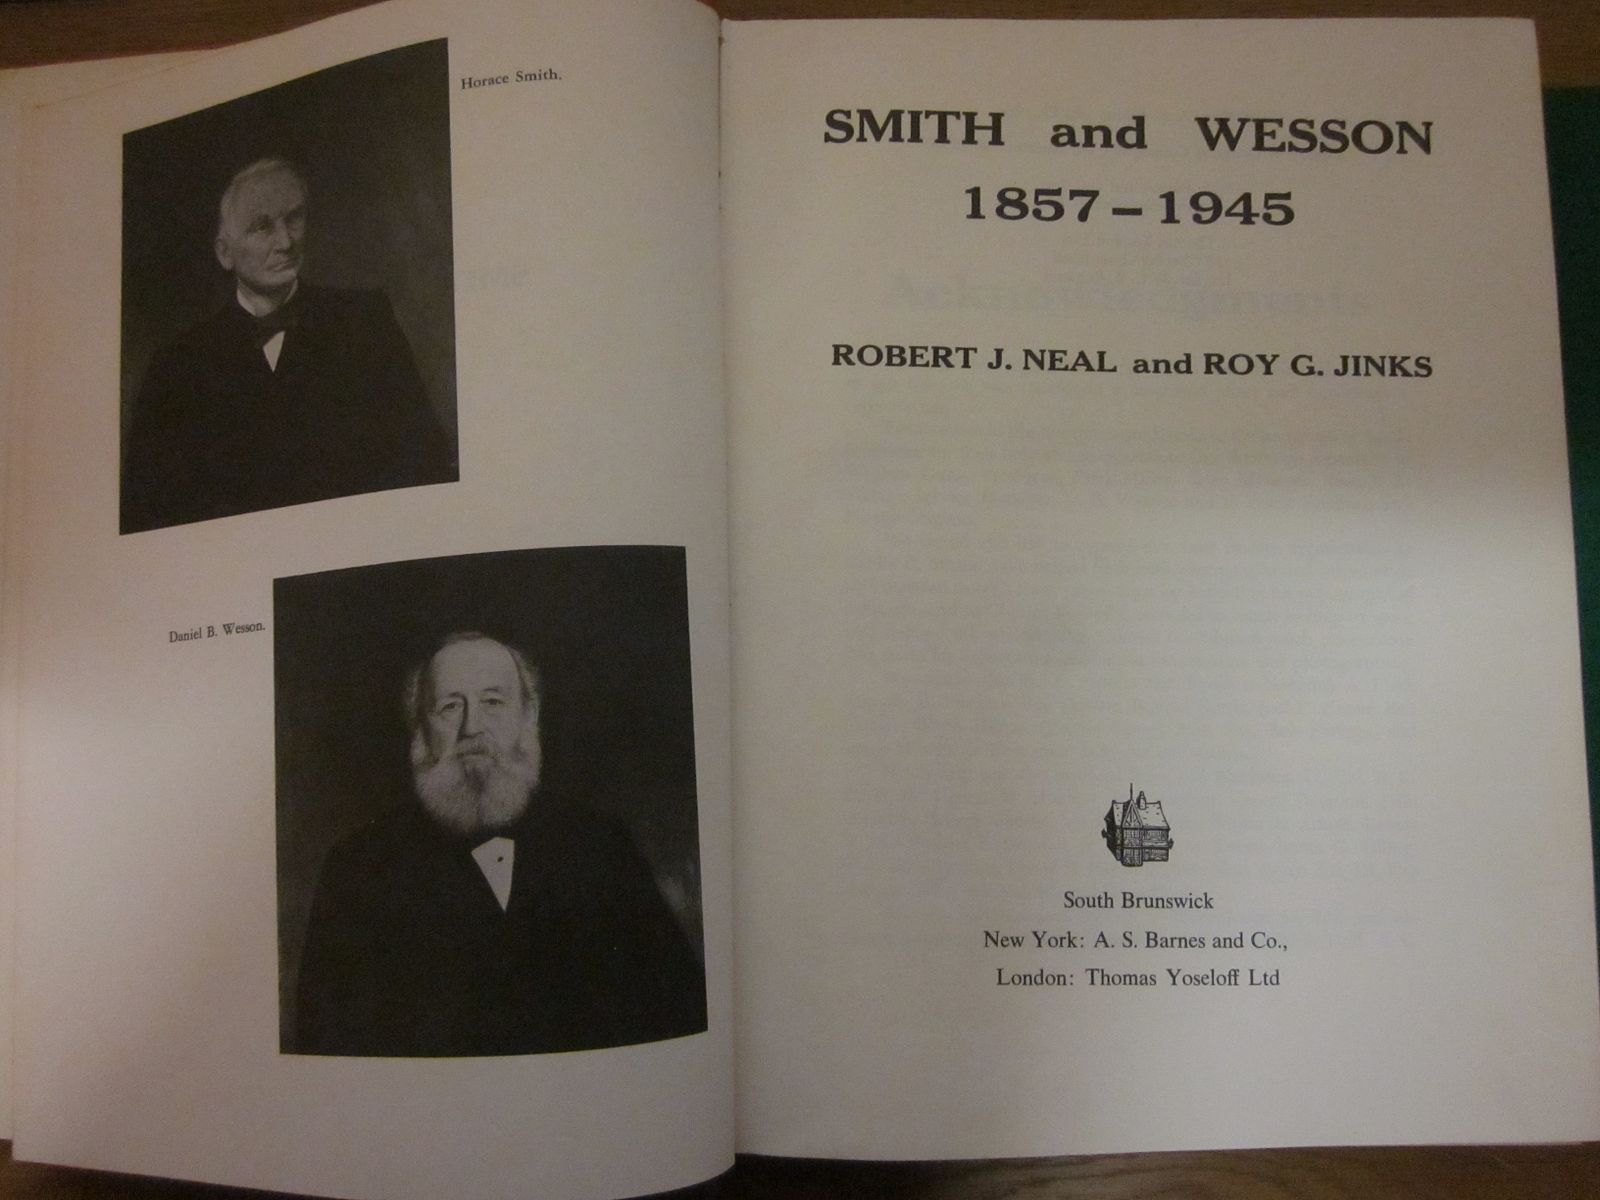 Horace Smith.
Daniel B. Wesson.
SMITH and WESSON
1857–1945
ROBERT J. NEAL and ROY G. JINKS
South Brunswick
New York: A. S. Barnes and Co.,
London: Thomas Yoseloff Ltd